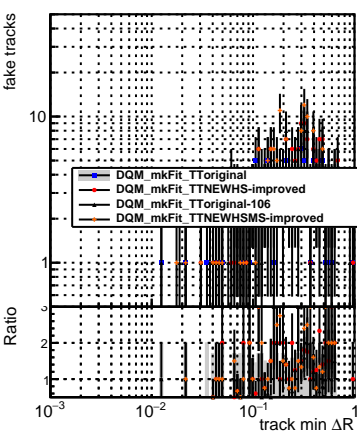 fake tracks
10
DQM_mkFit_TToriginal
DQM_mkFit_TTNEWHS-improved
DQM_mkFit_TToriginal-106
DQM_mkFit_TTNEWHSMS-improved
1
Ratio
3
2
1
10⁻³ 10⁻² 10⁻¹ 1
track min ΔR